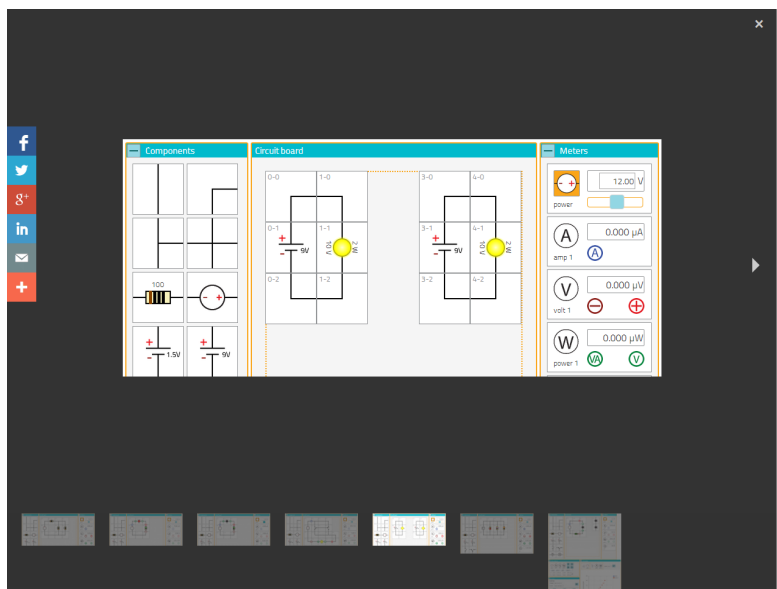 ×
f
g+
in
Components
Circuit board
Meters
0-0
1-0
3-0
4-0
- +
12.00 V
power
0-1
1-1
3-1
4-1
A
0.000 µA
amp 1
A
+
-
9V
10 V
2 W
+
-
9V
10 V
2 W
0-2
1-2
3-2
4-2
100
- +
V
0.000 µV
volt 1
W
0.000 µW
power 1
VA
V
+
-
1.5V
+
-
9V